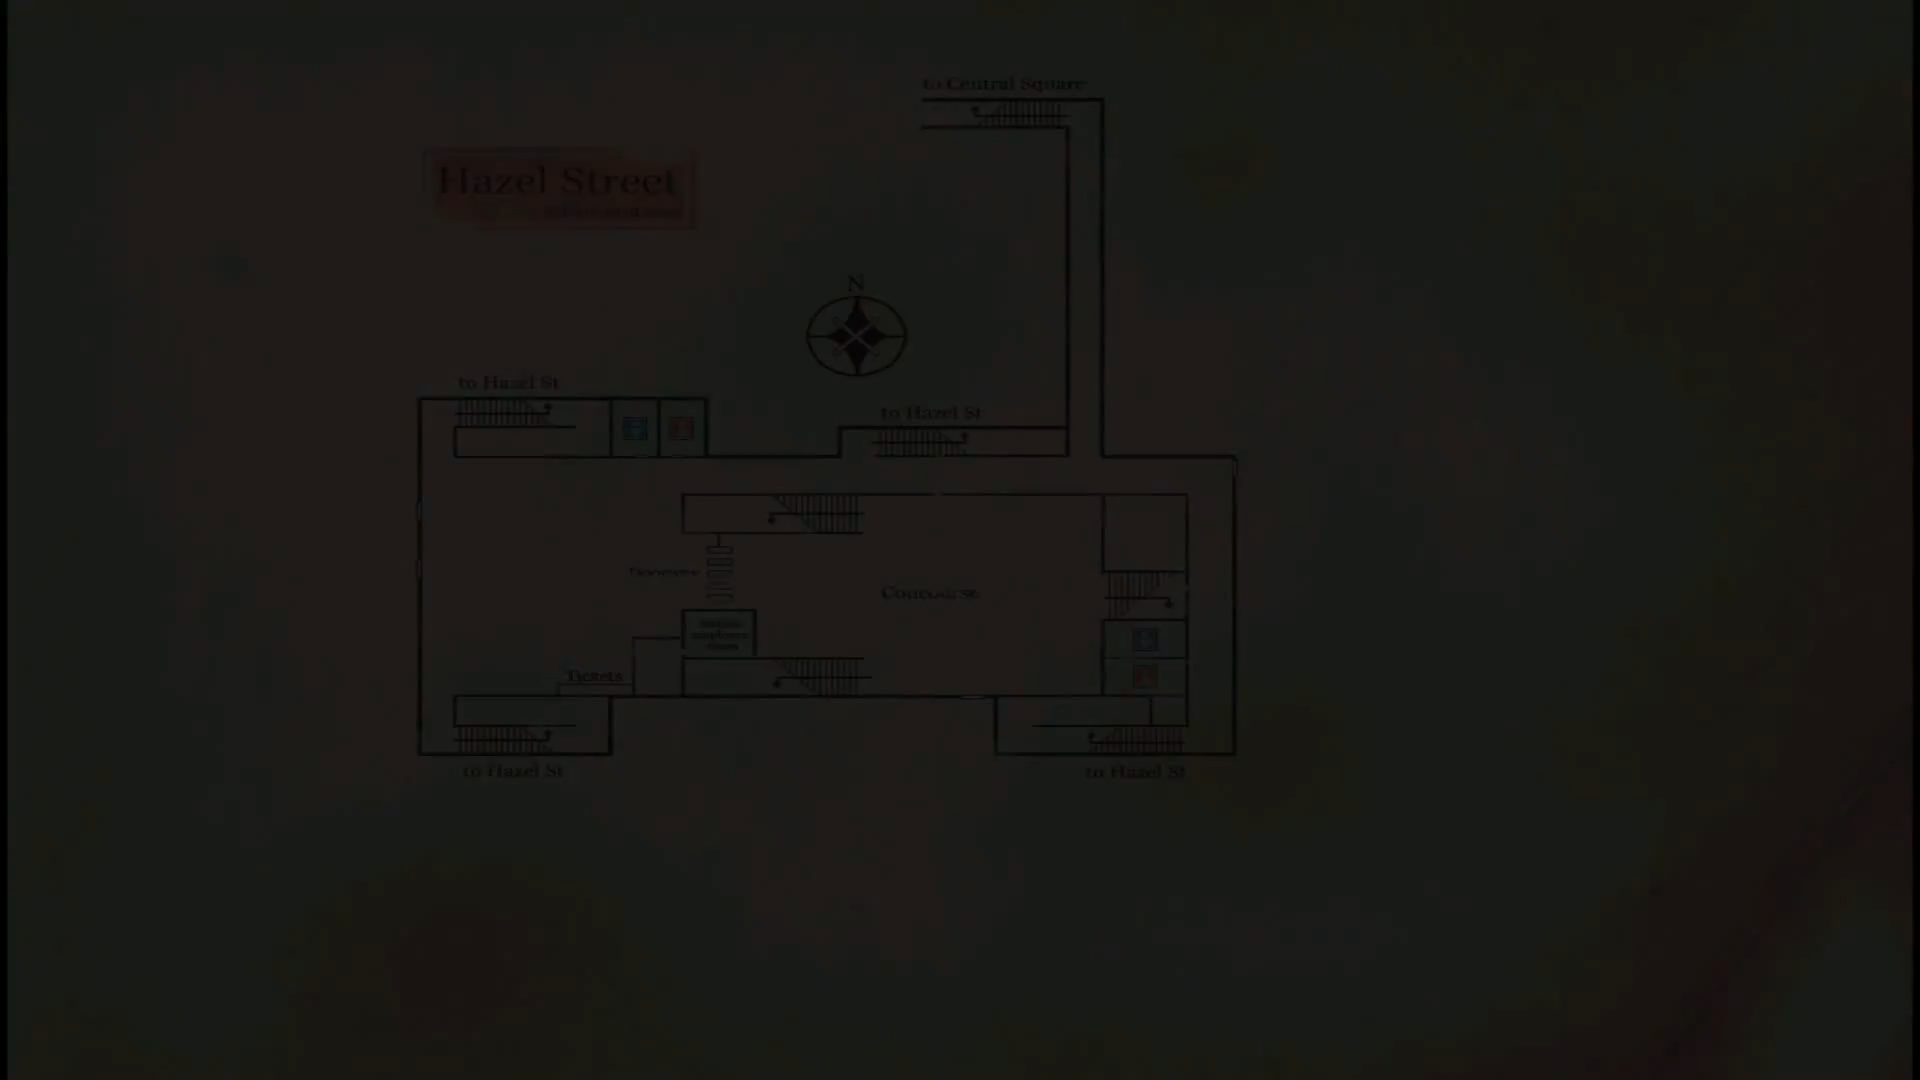 to Central Square
Hazel Street
N
to Hazel St
to Hazel St
Concourse
Tickets
to Hazel St
to Hazel St